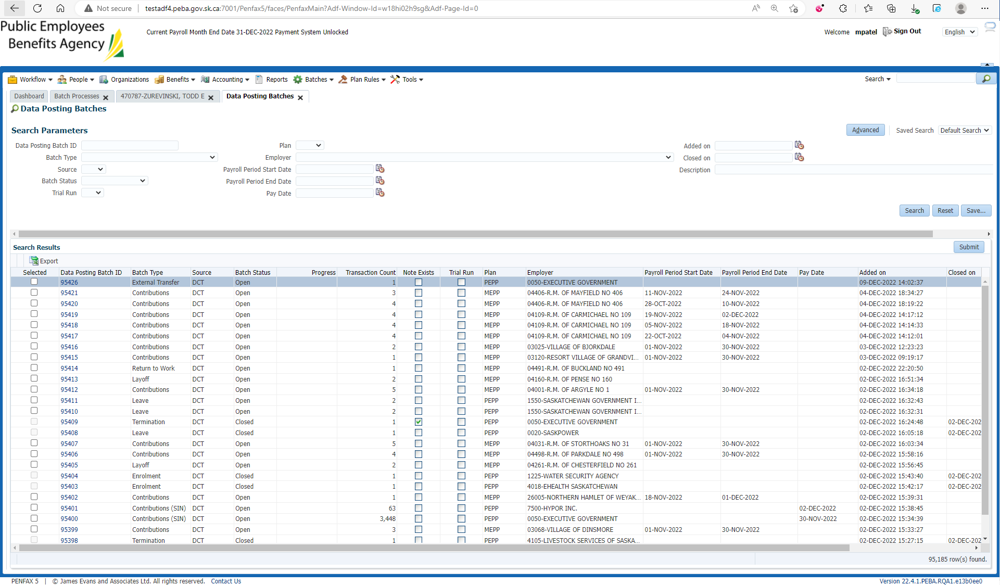 Not secure | testadf4.peba.gov.sk.ca:7001/Penfax5/faces/PenfaxMain?Adf-Window-Id=w18hi02h9sg&Adf-Page-Id=0
Public Employees
Benefits Agency
Current Payroll Month End Date 31-DEC-2022 Payment System Unlocked
Welcome mpatel Sign Out English
Workflow People Organizations Benefits Accounting Reports Batches Plan Rules Tools Search
Dashboard Batch Processes 470787-ZUREVINSKI, TODD E Data Posting Batches
Data Posting Batches
Search Parameters Advanced Saved Search Default Search
Data Posting Batch ID Plan Added on
Batch Type Employer Closed on
Source Payroll Period Start Date Description
Batch Status Payroll Period End Date
Trial Run Pay Date
Search Reset Save...
Search Results Submit
Export
Selected Data Posting Batch ID Batch Type Source Batch Status Progress Transaction Count Note Exists Trial Run Plan Employer Payroll Period Start Date Payroll Period End Date Pay Date Added on Closed on
95426 External Transfer DCT Open 1 PEPP 0050-EXECUTIVE GOVERNMENT 09-DEC-2022 14:02:37
95421 Contributions DCT Open 3 MEPP 04406-R.M. OF MAYFIELD NO 406 11-NOV-2022 24-NOV-2022 04-DEC-2022 18:34:27
95420 Contributions DCT Open 4 MEPP 04406-R.M. OF MAYFIELD NO 406 28-OCT-2022 10-NOV-2022 04-DEC-2022 18:19:22
95419 Contributions DCT Open 4 MEPP 04109-R.M. OF CARMICHAEL NO 109 19-NOV-2022 02-DEC-2022 04-DEC-2022 14:17:12
95418 Contributions DCT Open 4 MEPP 04109-R.M. OF CARMICHAEL NO 109 05-NOV-2022 18-NOV-2022 04-DEC-2022 14:14:33
95417 Contributions DCT Open 4 MEPP 04109-R.M. OF CARMICHAEL NO 109 22-OCT-2022 04-NOV-2022 04-DEC-2022 14:12:01
95416 Contributions DCT Open 2 MEPP 03025-VILLAGE OF BJORKDALE 01-NOV-2022 30-NOV-2022 03-DEC-2022 12:23:23
95415 Contributions DCT Open 1 MEPP 03120-RESORT VILLAGE OF GRANDVI... 01-NOV-2022 30-NOV-2022 03-DEC-2022 09:19:17
95414 Return to Work DCT Open 1 MEPP 04491-R.M. OF BUCKLAND NO 491 02-DEC-2022 22:20:50
95413 Layoff DCT Open 2 MEPP 04160-R.M. OF PENSE NO 160 02-DEC-2022 16:51:34
95412 Contributions DCT Open 5 MEPP 04001-R.M. OF ARGYLE NO 1 01-NOV-2022 30-NOV-2022 02-DEC-2022 16:34:18
95411 Leave DCT Open 2 PEPP 1550-SASKATCHEWAN GOVERNMENT I... 02-DEC-2022 16:32:43
95410 Leave DCT Open 2 PEPP 1550-SASKATCHEWAN GOVERNMENT I... 02-DEC-2022 16:32:31
95409 Termination DCT Closed 1 PEPP 0050-EXECUTIVE GOVERNMENT 02-DEC-2022 16:24:48 02-DEC-202
95408 Leave DCT Closed 1 PEPP 0020-SASKPOWER 02-DEC-2022 16:05:18 02-DEC-202
95407 Contributions DCT Open 5 MEPP 04031-R.M. OF STORTHOAKS NO 31 01-NOV-2022 30-NOV-2022 02-DEC-2022 16:03:34
95406 Contributions DCT Open 4 MEPP 04498-R.M. OF PARKDALE NO 498 01-NOV-2022 30-NOV-2022 02-DEC-2022 15:58:16
95405 Layoff DCT Open 2 MEPP 04261-R.M. OF CHESTERFIELD NO 261 02-DEC-2022 15:56:45
95404 Enrolment DCT Closed 1 PEPP 1225-WATER SECURITY AGENCY 02-DEC-2022 15:43:40 02-DEC-202
95403 Enrolment DCT Closed 1 PEPP 4018-EHEALTH SASKATCHEWAN 02-DEC-2022 15:42:17 02-DEC-202
95402 Contributions DCT Open 1 MEPP 26005-NORTHERN HAMLET OF WEYAK... 18-NOV-2022 01-DEC-2022 02-DEC-2022 15:39:31
95401 Contributions (SIN) DCT Open 63 PEPP 7500-HYPOR INC. 02-DEC-2022 02-DEC-2022 15:38:45
95400 Contributions (SIN) DCT Open 3,448 PEPP 0050-EXECUTIVE GOVERNMENT 30-NOV-2022 02-DEC-2022 15:34:39
95399 Contributions DCT Open 3 MEPP 03068-VILLAGE OF DINSMORE 01-NOV-2022 30-NOV-2022 02-DEC-2022 15:33:27
95398 Termination DCT Closed 1 PEPP 4105-LIVESTOCK SERVICES OF SASKA... 02-DEC-2022 15:27:15 02-DEC-202
95,185 row(s) found.
PENFAX 5 | © James Evans and Associates Ltd. All rights reserved. Contact Us Version 22.4.1.PEBA.RQA1.e13b0ee0